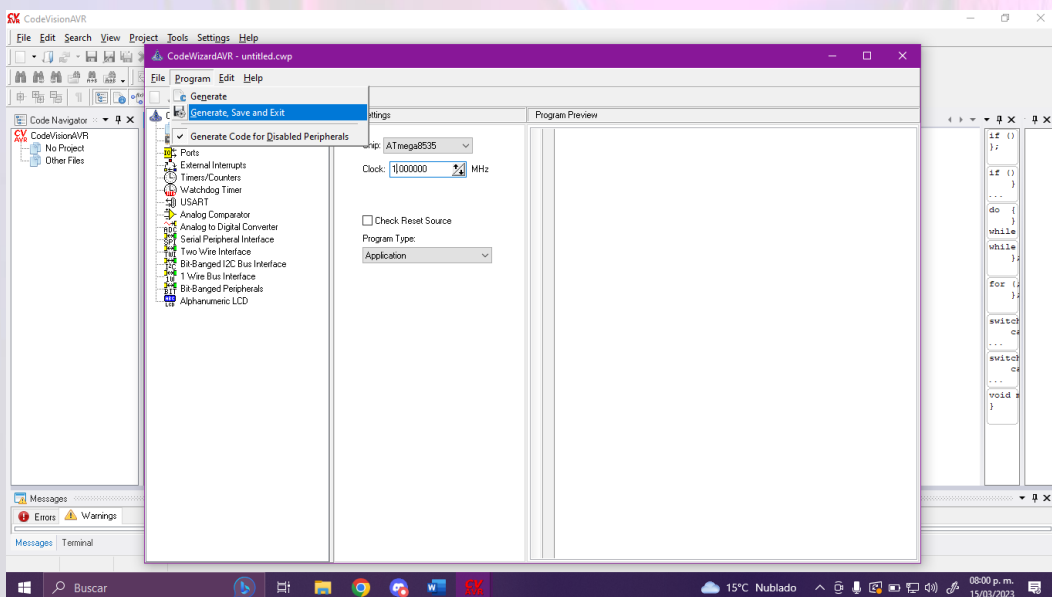 CodeVisionAVR
File Edit Search View Project Tools Settings Help
CodeWizardAVR - untitled.cwp
File Program Edit Help
Generate
Generate, Save and Exit
Generate Code for Disabled Peripherals
Code Navigator
CodeVisionAVR
No Project
Other Files
Ports
External Interrupts
Timers/Counters
Watchdog Timer
USART
Analog Comparator
Analog to Digital Converter
Serial Peripheral Interface
Two Wire Interface
Bit-Banged I2C Bus Interface
1 Wire Bus Interface
Bit-Banged Peripherals
Alphanumeric LCD
ettings
Chip: ATmega8535
Clock: 1,000000 MHz
Check Reset Source
Program Type:
Application
Program Preview
if ()
};
if ()
}
...
do {
}
while
while
};
for (;
};
switch
ca
...
switch
ca
...
void m
}
Messages
Errors Warnings
Messages Terminal
Buscar
15°C Nublado
08:00 p. m.
15/03/2023